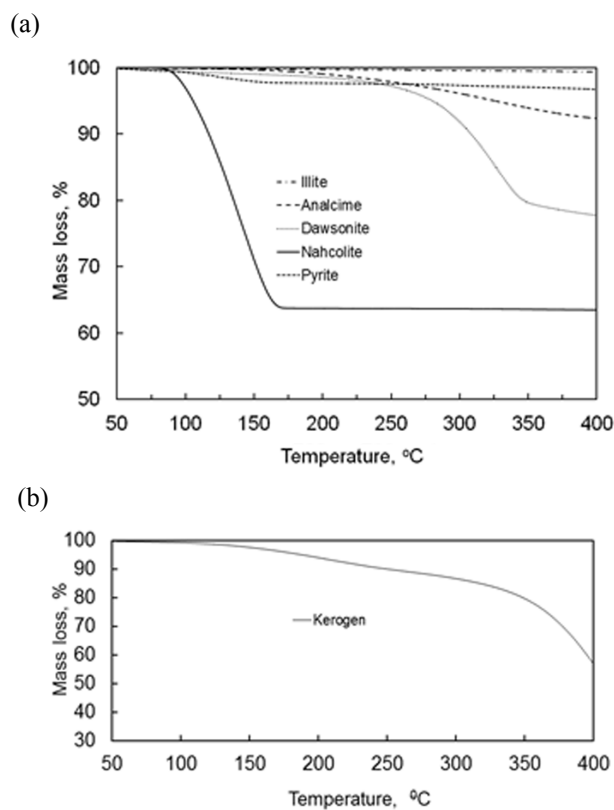 (a)
Mass loss, %
100
90
80
70
60
50
Illite
Analcime
Dawsonite
Nahcolite
Pyrite
50 100 150 200 250 300 350 400
Temperature, ºC
(b)
Mass loss, %
100
90
80
70
60
50
40
30
Kerogen
50 100 150 200 250 300 350 400
Temperature, ºC